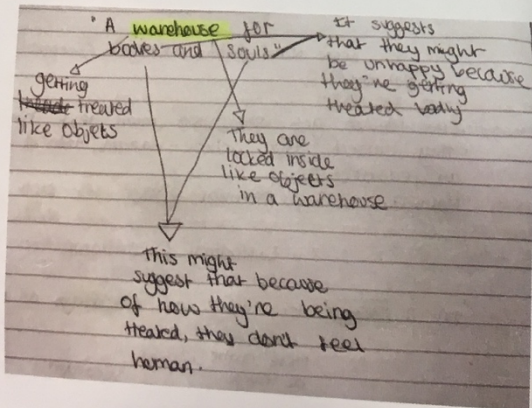 "A warehouse for
bodies and souls"
It suggests
that they might
be unhappy because
they're getting
treated badly
getting
treated
like objets
They are
locked inside
like objects
in a warehouse
This might
suggest that because
of how they're being
treated, they don't feel
human.